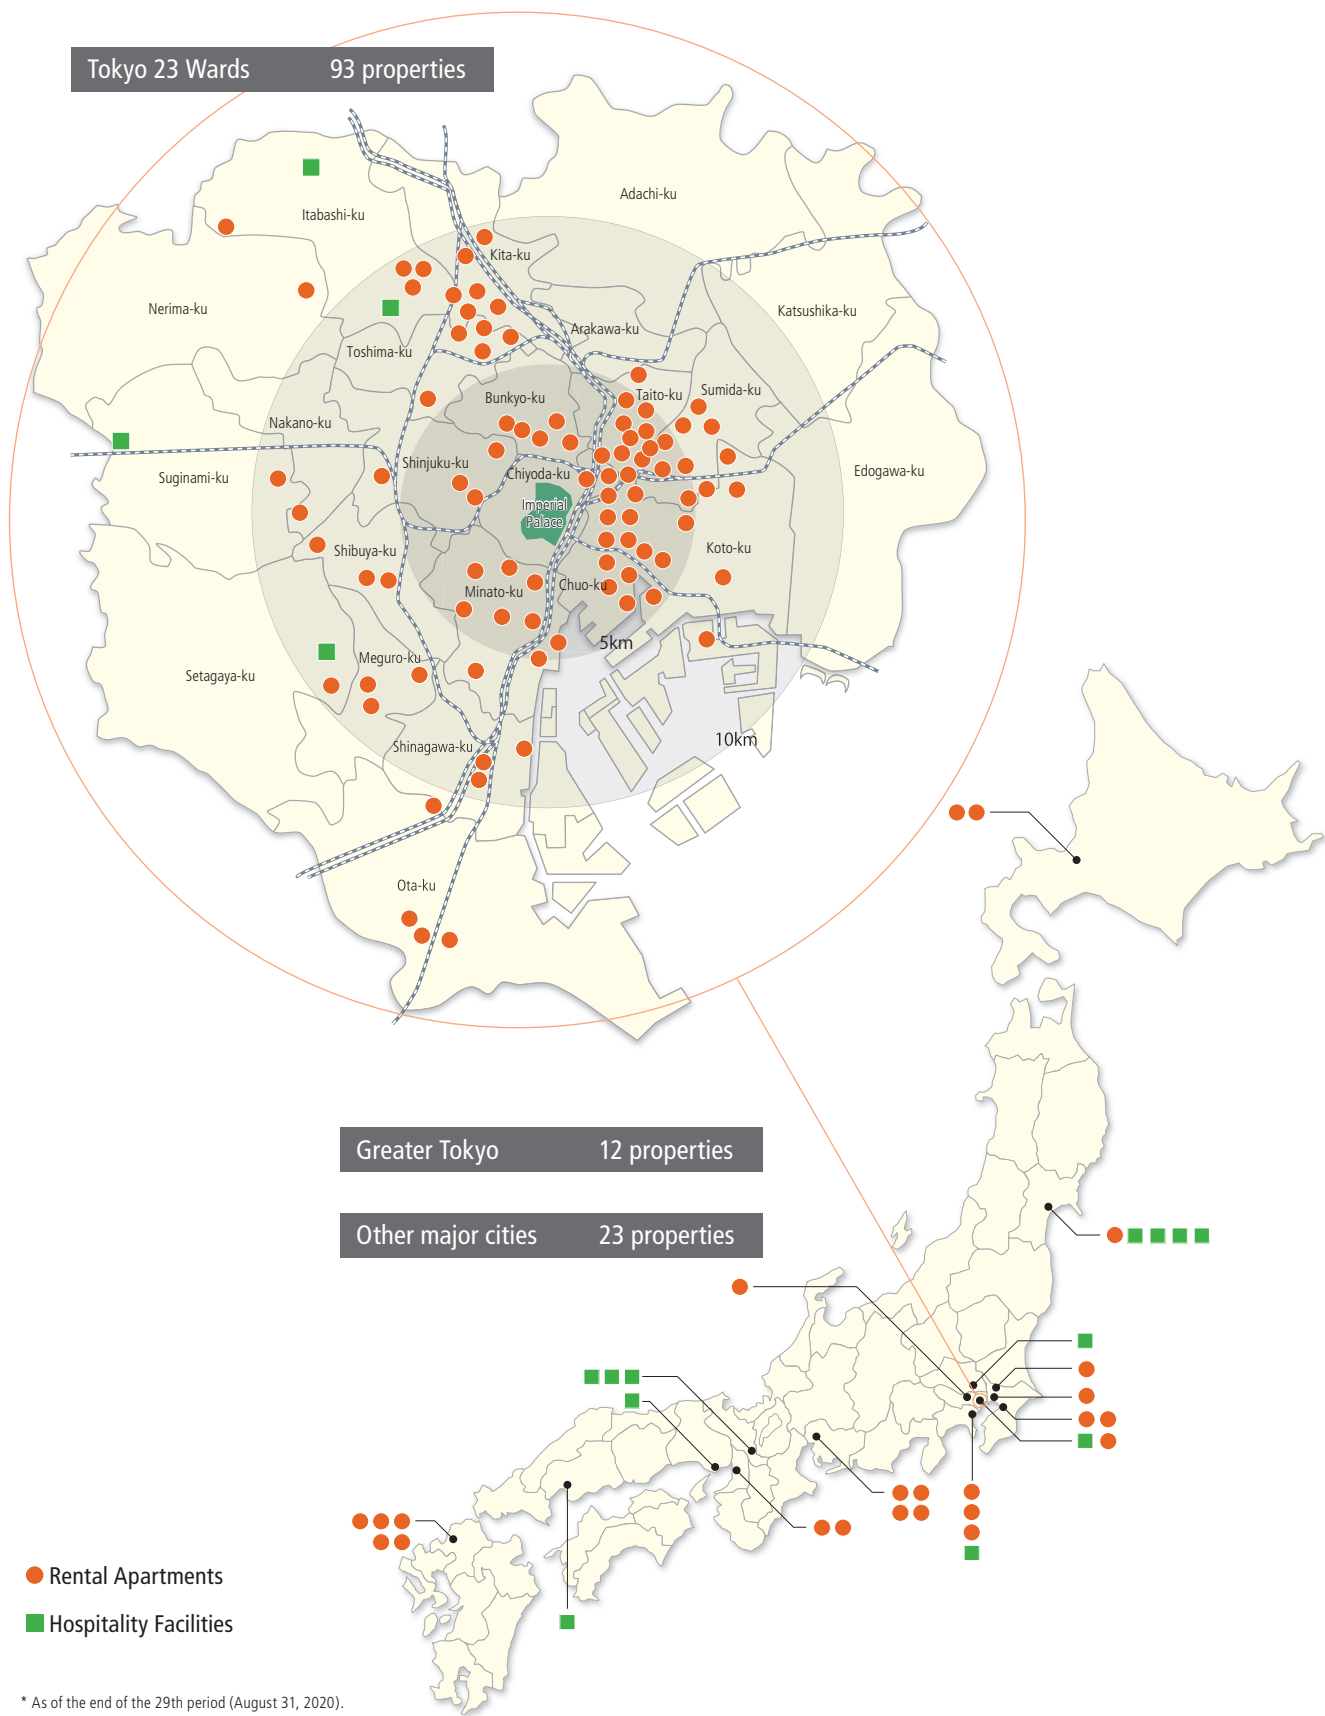 Tokyo 23 Wards 93 properties
Adachi-ku
Itabashi-ku
Kita-ku
Nerima-ku
Katsushika-ku
Arakawa-ku
Toshima-ku
Sumida-ku
Taito-ku
Bunkyo-ku
Nakano-ku
Shinjuku-ku
Edogawa-ku
Suginami-ku
Chiyoda-ku
Imperial
Palace
Koto-ku
Shibuya-ku
Chuo-ku
Minato-ku
5km
Meguro-ku
Setagaya-ku
10km
Shinagawa-ku
Ota-ku
Greater Tokyo 12 properties
Other major cities 23 properties
Rental Apartments
Hospitality Facilities
* As of the end of the 29th period (August 31, 2020).